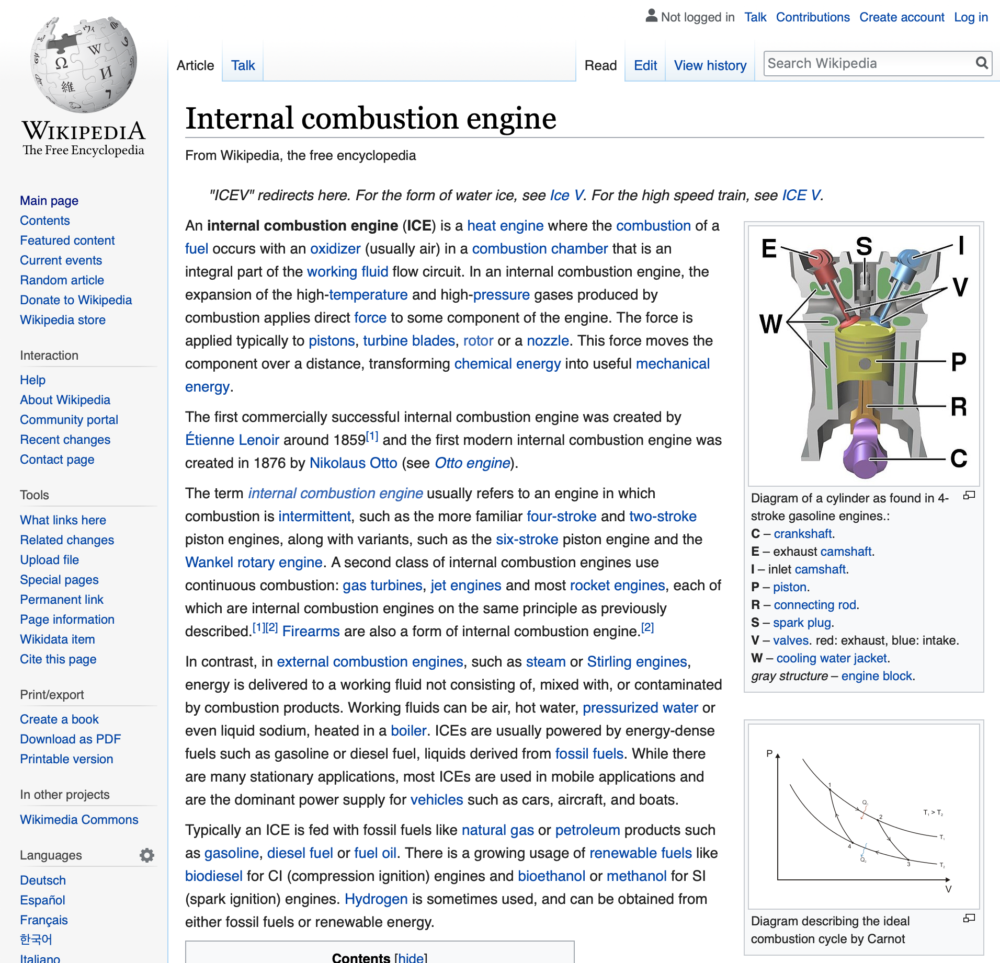 Not logged in Talk Contributions Create account Log in
Article Talk Read Edit View history Search Wikipedia
Ω W И 維 ウィ 7
WIKIPEDIA
The Free Encyclopedia
Main page
Contents
Featured content
Current events
Random article
Donate to Wikipedia
Wikipedia store
Interaction
Help
About Wikipedia
Community portal
Recent changes
Contact page
Tools
What links here
Related changes
Upload file
Special pages
Permanent link
Page information
Wikidata item
Cite this page
Print/export
Create a book
Download as PDF
Printable version
In other projects
Wikimedia Commons
Languages
Deutsch
Español
Français
한국어
Italiano
Internal combustion engine
From Wikipedia, the free encyclopedia
"ICEV" redirects here. For the form of water ice, see Ice V. For the high speed train, see ICE V.
An internal combustion engine (ICE) is a heat engine where the combustion of a
fuel occurs with an oxidizer (usually air) in a combustion chamber that is an
integral part of the working fluid flow circuit. In an internal combustion engine, the
expansion of the high-temperature and high-pressure gases produced by
combustion applies direct force to some component of the engine. The force is
applied typically to pistons, turbine blades, rotor or a nozzle. This force moves the
component over a distance, transforming chemical energy into useful mechanical
energy.
The first commercially successful internal combustion engine was created by
Étienne Lenoir around 1859[1] and the first modern internal combustion engine was
created in 1876 by Nikolaus Otto (see Otto engine).
The term internal combustion engine usually refers to an engine in which
combustion is intermittent, such as the more familiar four-stroke and two-stroke
piston engines, along with variants, such as the six-stroke piston engine and the
Wankel rotary engine. A second class of internal combustion engines use
continuous combustion: gas turbines, jet engines and most rocket engines, each of
which are internal combustion engines on the same principle as previously
described.[1][2] Firearms are also a form of internal combustion engine.[2]
In contrast, in external combustion engines, such as steam or Stirling engines,
energy is delivered to a working fluid not consisting of, mixed with, or contaminated
by combustion products. Working fluids can be air, hot water, pressurized water or
even liquid sodium, heated in a boiler. ICEs are usually powered by energy-dense
fuels such as gasoline or diesel fuel, liquids derived from fossil fuels. While there
are many stationary applications, most ICEs are used in mobile applications and
are the dominant power supply for vehicles such as cars, aircraft, and boats.
Typically an ICE is fed with fossil fuels like natural gas or petroleum products such
as gasoline, diesel fuel or fuel oil. There is a growing usage of renewable fuels like
biodiesel for CI (compression ignition) engines and bioethanol or methanol for SI
(spark ignition) engines. Hydrogen is sometimes used, and can be obtained from
either fossil fuels or renewable energy.
Contents [hide]
E S I
V
W
P
R
C
Diagram of a cylinder as found in 4-
stroke gasoline engines.:
C – crankshaft.
E – exhaust camshaft.
I – inlet camshaft.
P – piston.
R – connecting rod.
S – spark plug.
V – valves. red: exhaust, blue: intake.
W – cooling water jacket.
gray structure – engine block.
P
1
Q₁
2
T₁ > T₂
T₁
4
Q₂
3
T₂
V
Diagram describing the ideal
combustion cycle by Carnot